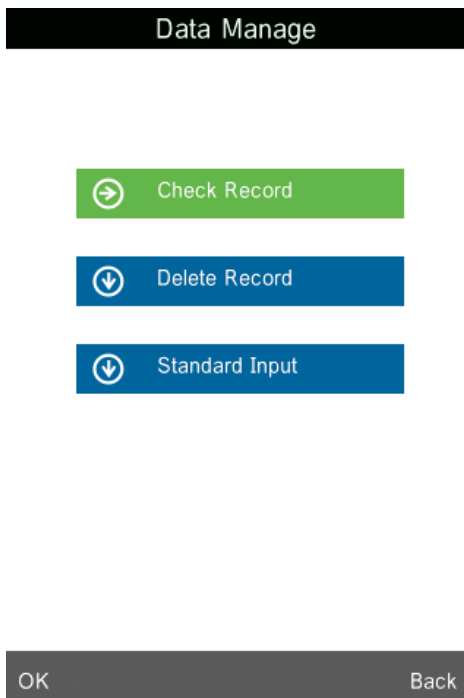 Data Manage
Check Record
Delete Record
Standard Input
OK Back